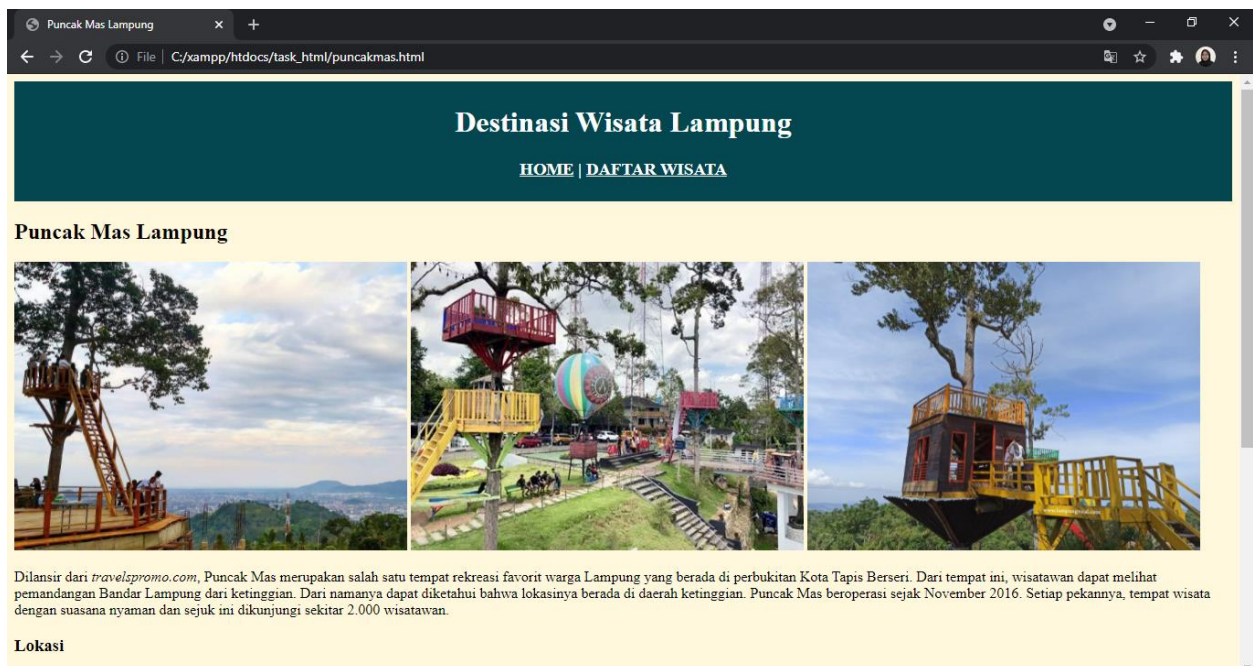 Puncak Mas Lampung
File | C:/xampp/htdocs/task_html/puncakmas.html
Destinasi Wisata Lampung
HOME | DAFTAR WISATA
Puncak Mas Lampung
Dilansir dari travelspromo.com, Puncak Mas merupakan salah satu tempat rekreasi favorit warga Lampung yang berada di perbukitan Kota Tapis Berseri. Dari tempat ini, wisatawan dapat melihat
pemandangan Bandar Lampung dari ketinggian. Dari namanya dapat diketahui bahwa lokasinya berada di daerah ketinggian. Puncak Mas beroperasi sejak November 2016. Setiap pekannya, tempat wisata
dengan suasana nyaman dan sejuk ini dikunjungi sekitar 2.000 wisatawan.
Lokasi